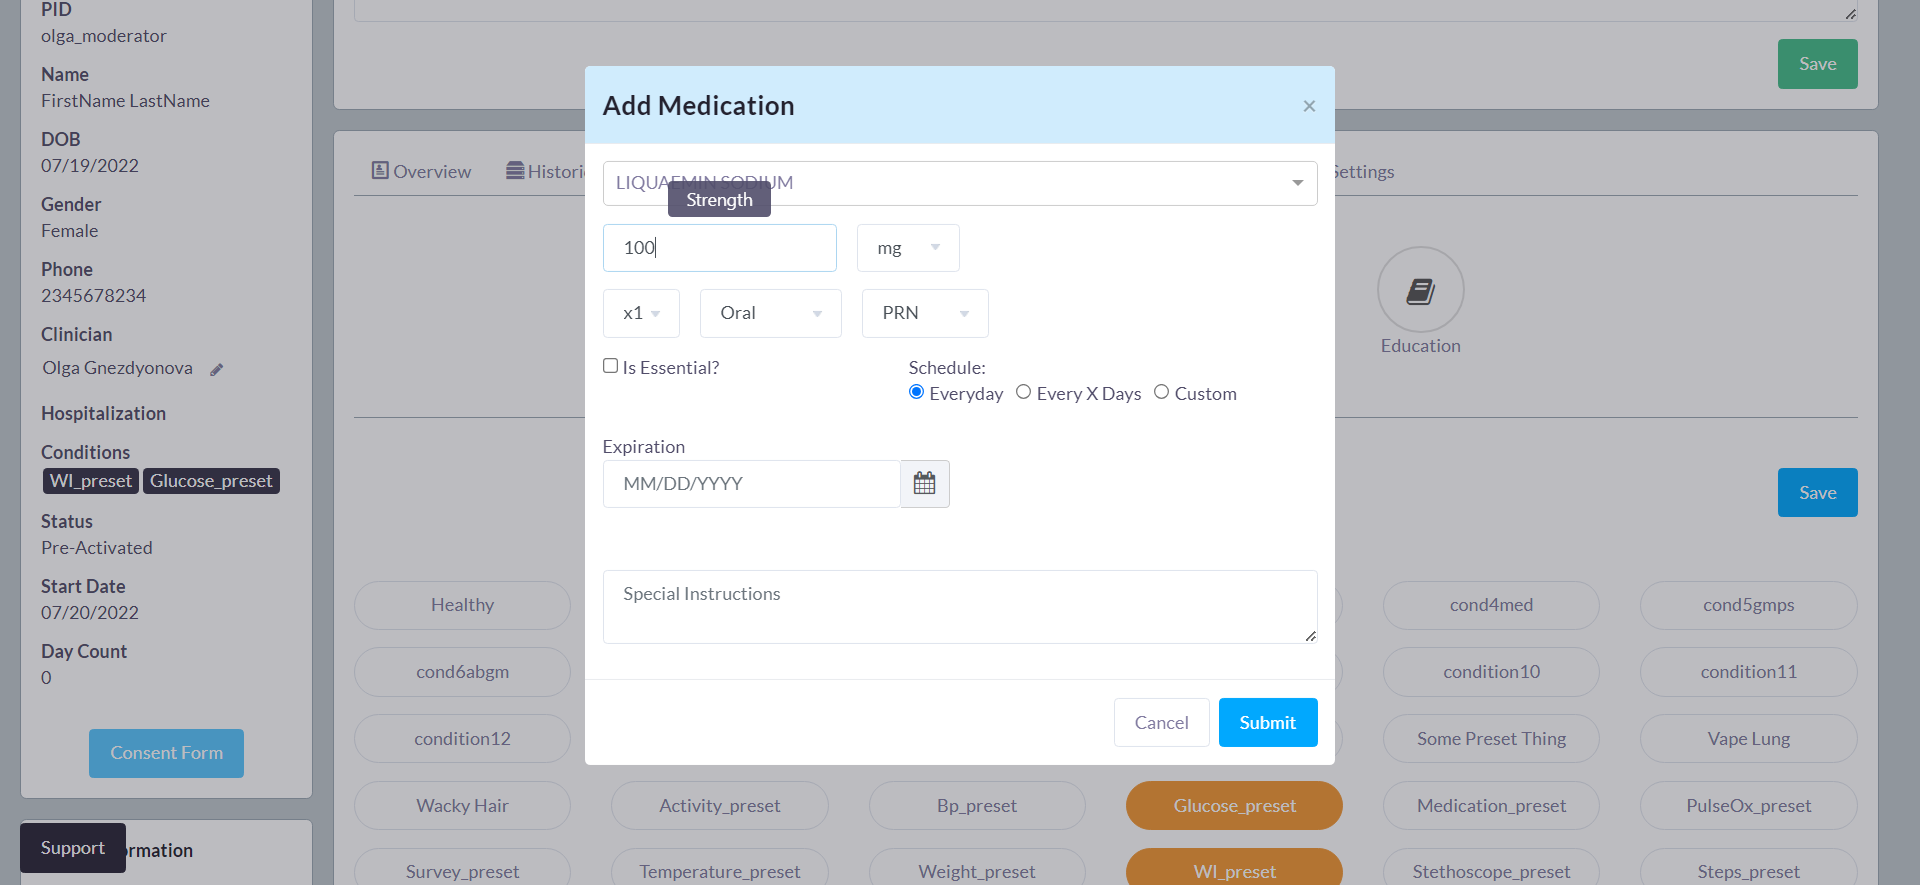 PID
olga_moderator
Name
FirstName LastName
DOB
07/19/2022
Gender
Female
Phone
2345678234
Clinician
Olga Gnezdyonova
Hospitalization
Conditions
WI_preset Glucose_preset
Status
Pre-Activated
Start Date
07/20/2022
Day Count
0
Consent Form
Support
rmation
Save
Overview Histori
Settings
Education
Save
Add Medication ×
LIQUAEMIN SODIUM
Strength
100 mg
x1 Oral PRN
Is Essential? Schedule:
Everyday Every X Days Custom
Expiration
MM/DD/YYYY
Special Instructions
Cancel Submit
Healthy cond4med cond5gmps
cond6abgm condition10 condition11
condition12 Some Preset Thing Vape Lung
Wacky Hair Activity_preset Bp_preset Glucose_preset Medication_preset PulseOx_preset
Survey_preset Temperature_preset Weight_preset WI_preset Stethoscope_preset Steps_preset